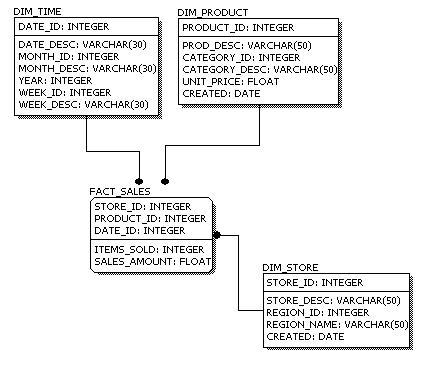 DIM_TIME
DATE_ID: INTEGER
DATE_DESC: VARCHAR(30)
MONTH_ID: INTEGER
MONTH_DESC: VARCHAR(30)
YEAR: INTEGER
WEEK_ID: INTEGER
WEEK_DESC: VARCHAR(30)
DIM_PRODUCT
PRODUCT_ID: INTEGER
PROD_DESC: VARCHAR(50)
CATEGORY_ID: INTEGER
CATEGORY_DESC: VARCHAR(50)
UNIT_PRICE: FLOAT
CREATED: DATE
FACT_SALES
STORE_ID: INTEGER
PRODUCT_ID: INTEGER
DATE_ID: INTEGER
ITEMS_SOLD: INTEGER
SALES_AMOUNT: FLOAT
DIM_STORE
STORE_ID: INTEGER
STORE_DESC: VARCHAR(50)
REGION_ID: INTEGER
REGION_NAME: VARCHAR(50)
CREATED: DATE